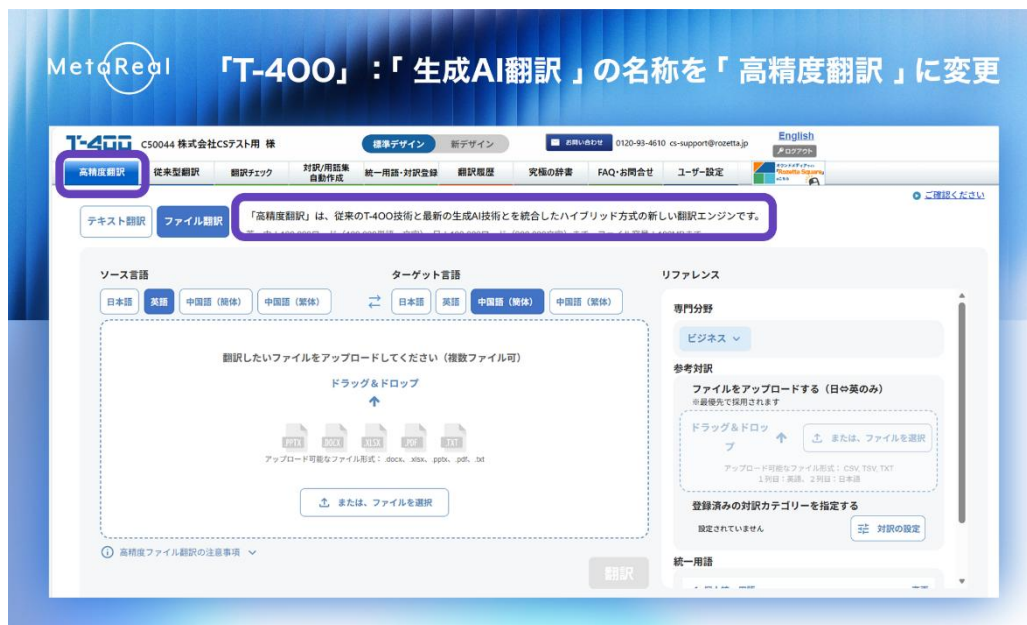 MetaReal
「T-4OO」：「 生成AI翻訳 」の名称を「 高精度翻訳 」に変更
T-4OO C50044 株式会社CSテスト用 様
標準デザイン 新デザイン
お問い合わせ 0120-93-4610 cs-support@rozetta.jp
English
ログアウト
高精度翻訳 従来型翻訳 翻訳チェック 対訳/用語集 自動作成 統一用語・対訳登録 翻訳履歴 究極の辞書 FAQ・お問合せ ユーザー設定
Rozetta Square
ご確認ください
テキスト翻訳 ファイル翻訳
「高精度翻訳」は、従来のT-4OO技術と最新の生成AI技術とを統合したハイブリッド方式の新しい翻訳エンジンです。
ソース言語 ターゲット言語
日本語 英語 中国語（簡体） 中国語（繁体） 日本語 英語 中国語（簡体） 中国語（繁体）
翻訳したいファイルをアップロードしてください（複数ファイル可）
ドラッグ＆ドロップ
PPTX DOCX XLSX PDF TXT
アップロード可能なファイル形式： .docx、.xlsx、.pptx、.pdf、.txt
または、ファイルを選択
高精度ファイル翻訳の注意事項
翻訳
リファレンス
専門分野
ビジネス
参考対訳
ファイルをアップロードする（日⇔英のみ）
※最優先で採用されます
ドラッグ＆ドロッ
プ
または、ファイルを選択
アップロード可能なファイル形式： CSV, TSV, TXT
１列目：英語、２列目：日本語
登録済みの対訳カテゴリーを指定する
設定されていません 対訳の設定
統一用語